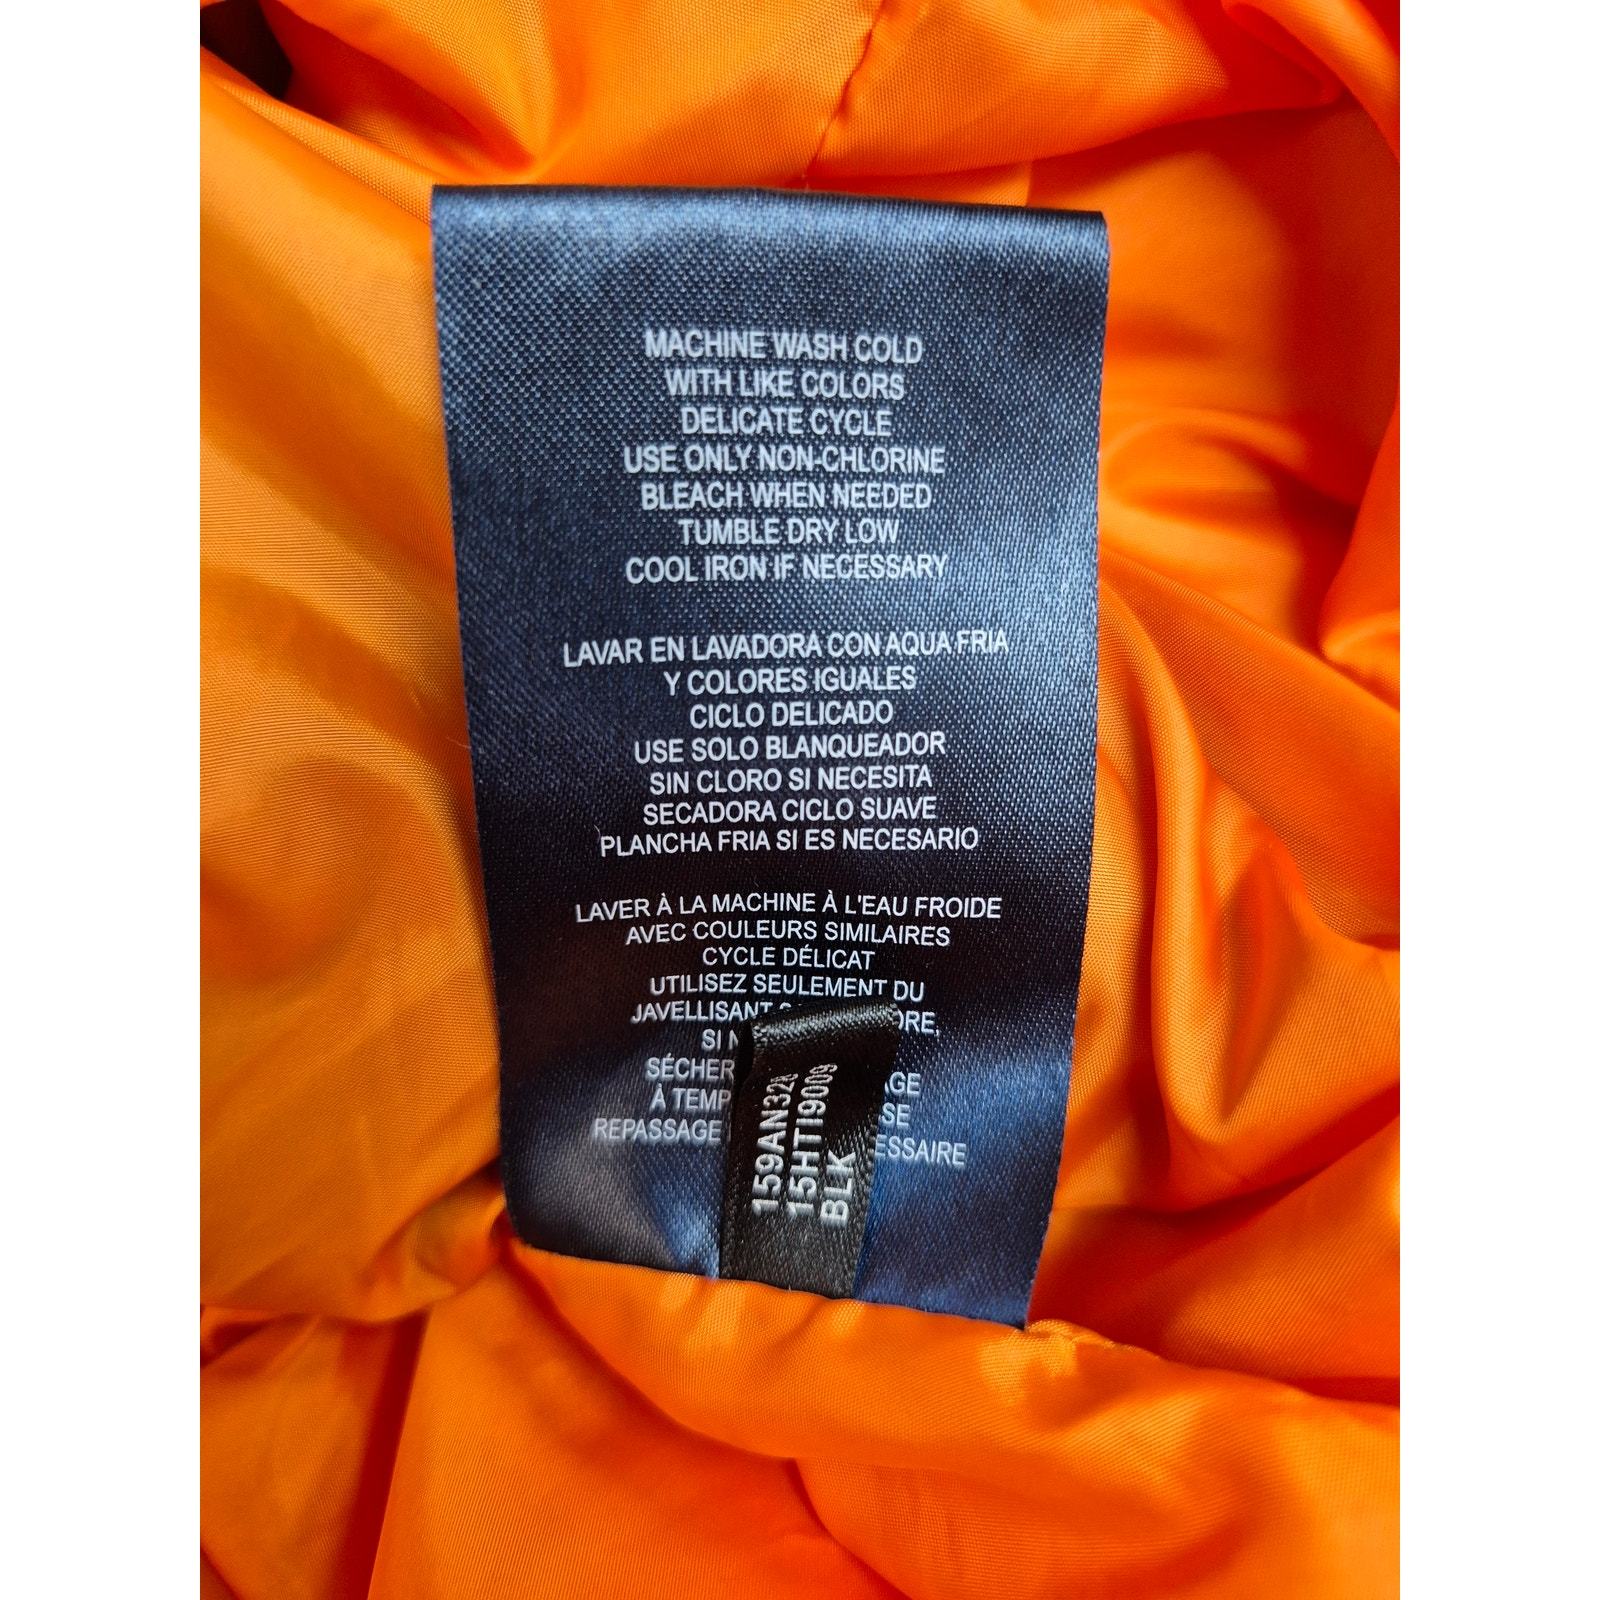 MACHINE WASH COLD
WITH LIKE COLORS
DELICATE CYCLE
USE ONLY NON-CHLORINE
BLEACH WHEN NEEDED
TUMBLE DRY LOW
COOL IRON IF NECESSARY
LAVAR EN LAVADORA CON AQUA FRIA
Y COLORES IGUALES
CICLO DELICADO
USE SOLO BLANQUEADOR
SIN CLORO SI NECESITA
SECADORA CICLO SUAVE
PLANCHA FRIA SI ES NECESARIO
LAVER À LA MACHINE À L'EAU FROIDE
AVEC COULEURS SIMILAIRES
CYCLE DÉLICAT
UTILISEZ SEULEMENT DU
JAVELLISANT
SI
SÉCHER
À
REPASSAGE
159AN328
15HTI9009
BLK